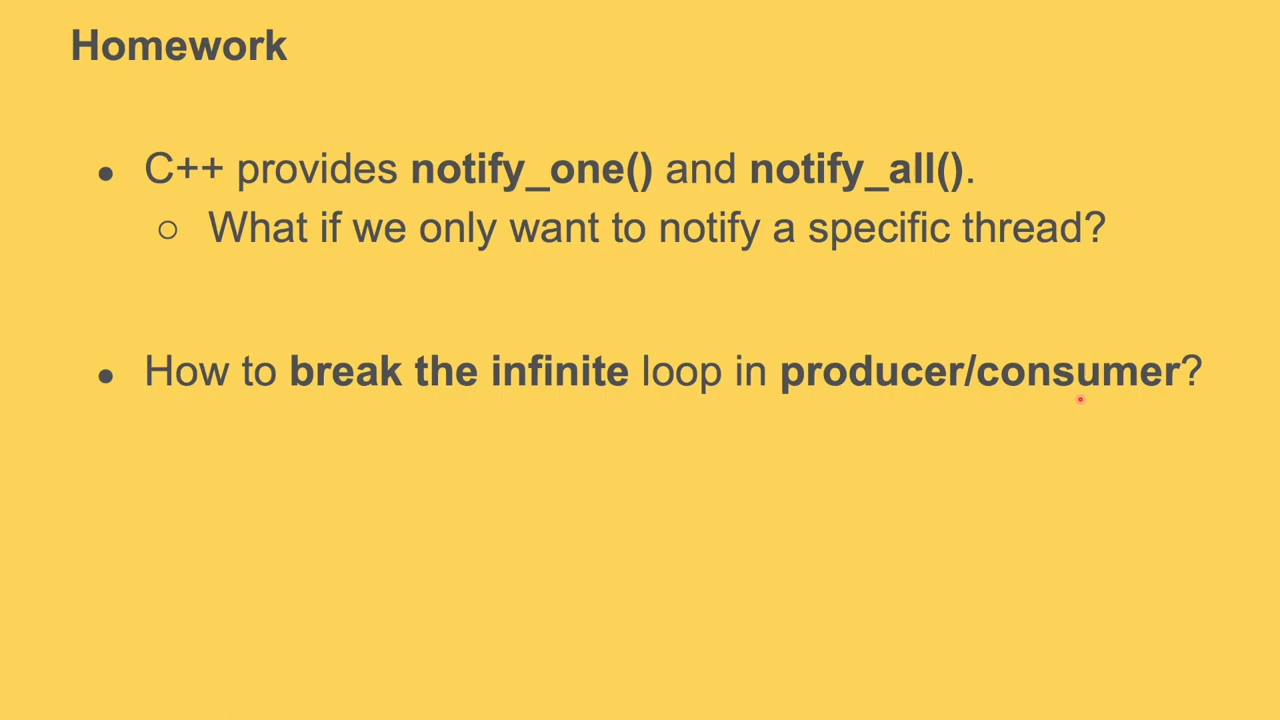 Homework
● C++ provides notify_one() and notify_all().
○ What if we only want to notify a specific thread?
● How to break the infinite loop in producer/consumer?